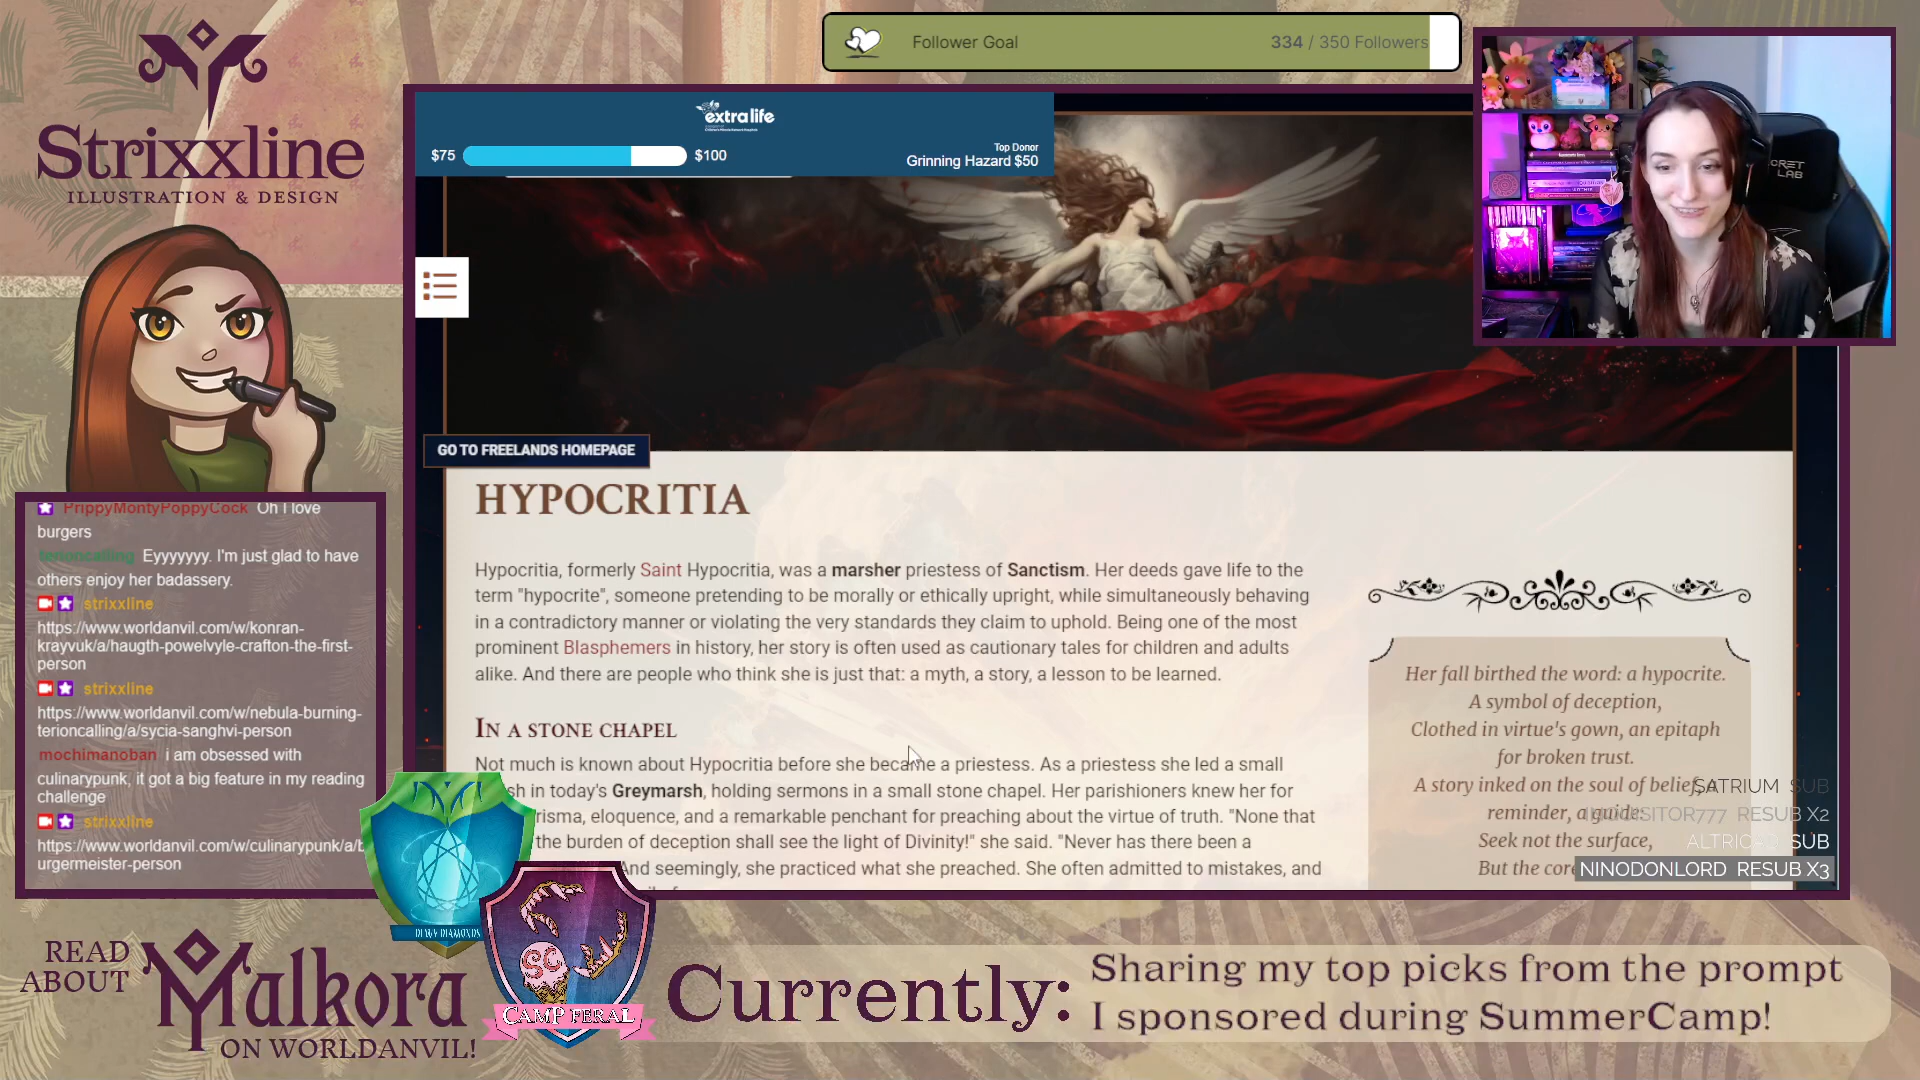 Strixxline
ILLUSTRATION & DESIGN
Follower Goal
334 / 350 Followers
extralife
$75
$100
Top Donor
Grinning Hazard $50
SECRET
LAB
GO TO FREELANDS HOMEPAGE
HYPOCRITIA
Hypocritia, formerly Saint Hypocritia, was a marsher priestess of Sanctism. Her deeds gave life to the
term "hypocrite", someone pretending to be morally or ethically upright, while simultaneously behaving
in a contradictory manner or violating the very standards they claim to uphold. Being one of the most
prominent Blasphemers in history, her story is often used as cautionary tales for children and adults
alike. And there are people who think she is just that: a myth, a story, a lesson to be learned.
IN A STONE CHAPEL
Not much is known about Hypocritia before she became a priestess. As a priestess she led a small
sh in today's Greymarsh, holding sermons in a small stone chapel. Her parishioners knew her for
risma, eloquence, and a remarkable penchant for preaching about the virtue of truth. "None that
the burden of deception shall see the light of Divinity!" she said. "Never has there been a
And seemingly, she practiced what she preached. She often admitted to mistakes, and
Her fall birthed the word: a hypocrite.
A symbol of deception,
Clothed in virtue's gown, an epitaph
for broken trust.
A story inked on the soul of belief, a
reminder, a guide:
Seek not the surface,
But the core
SATRIUM SUB
RESUB X2
SUB
NINODONLORD RESUB X3
PrippyMontyPoppyCock Oh I love
burgers
terioncalling Eyyyyyy. I'm just glad to have
others enjoy her badassery.
strixxline
https://www.worldanvil.com/w/konran-
krayvuk/a/haugth-powelvyle-crafton-the-first-
person
strixxline
https://www.worldanvil.com/w/nebula-burning-
terioncalling/a/sycia-sanghvi-person
mochimanoban i am obsessed with
culinarypunk, it got a big feature in my reading
challenge
strixxline
https://www.worldanvil.com/w/culinarypunk/a/b
urgermeister-person
DEWY DIAMONDS
SC
CAMP FERAL
READ
ABOUT
Malkora
ON WORLDANVIL!
Currently:
Sharing my top picks from the prompt
I sponsored during SummerCamp!